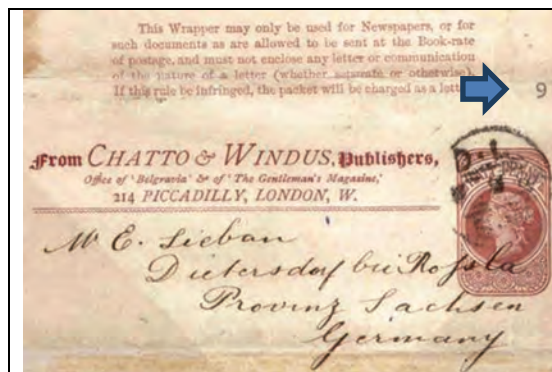 This Wrapper may only be used for Newspapers, or for
such documents as are allowed to be sent at the Book-rate
of postage, and must not enclose any letter or communication
of the nature of a letter (whether separate or otherwise).
If this rule be infringed, the packet will be charged as a lett
9
From CHATTO & WINDUS, Publishers,
Office of 'Belgravia' & of 'The Gentleman's Magazine,'
214 PICCADILLY, LONDON, W.
Mr E. Lieban
Dietersdorf bei Rossla
Provinz Sachsen
Germany